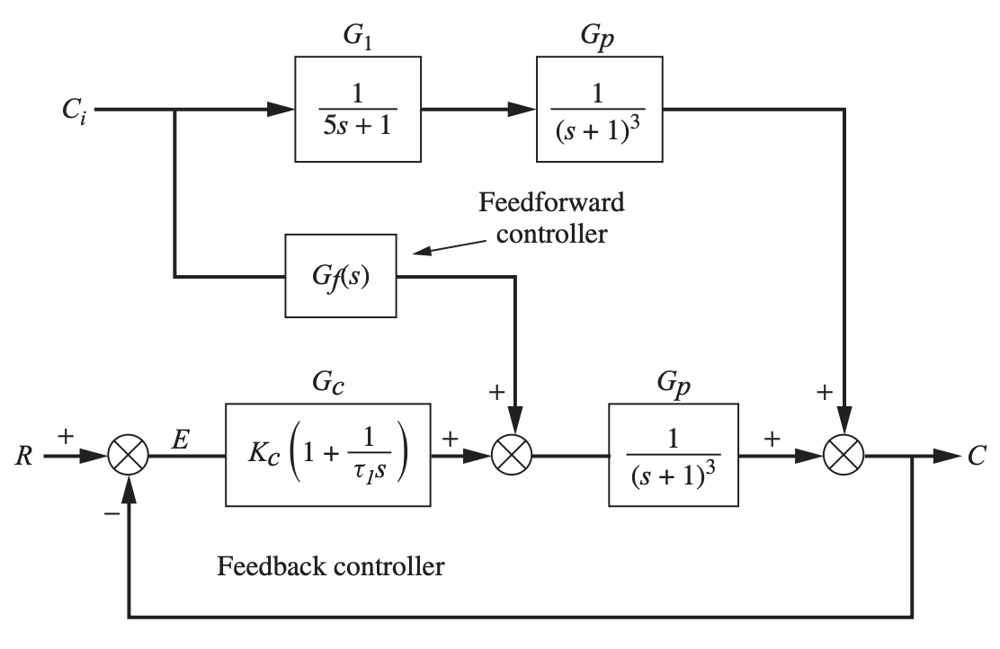 G₁
Gp
Cᵢ
1
5s + 1
1
(s + 1)³
Feedforward
controller
Gf(s)
Gc
Gp
+
+
R
+
E
Kc (1 + 1/τ₁s)
+
1
(s + 1)³
+
C
−
Feedback controller